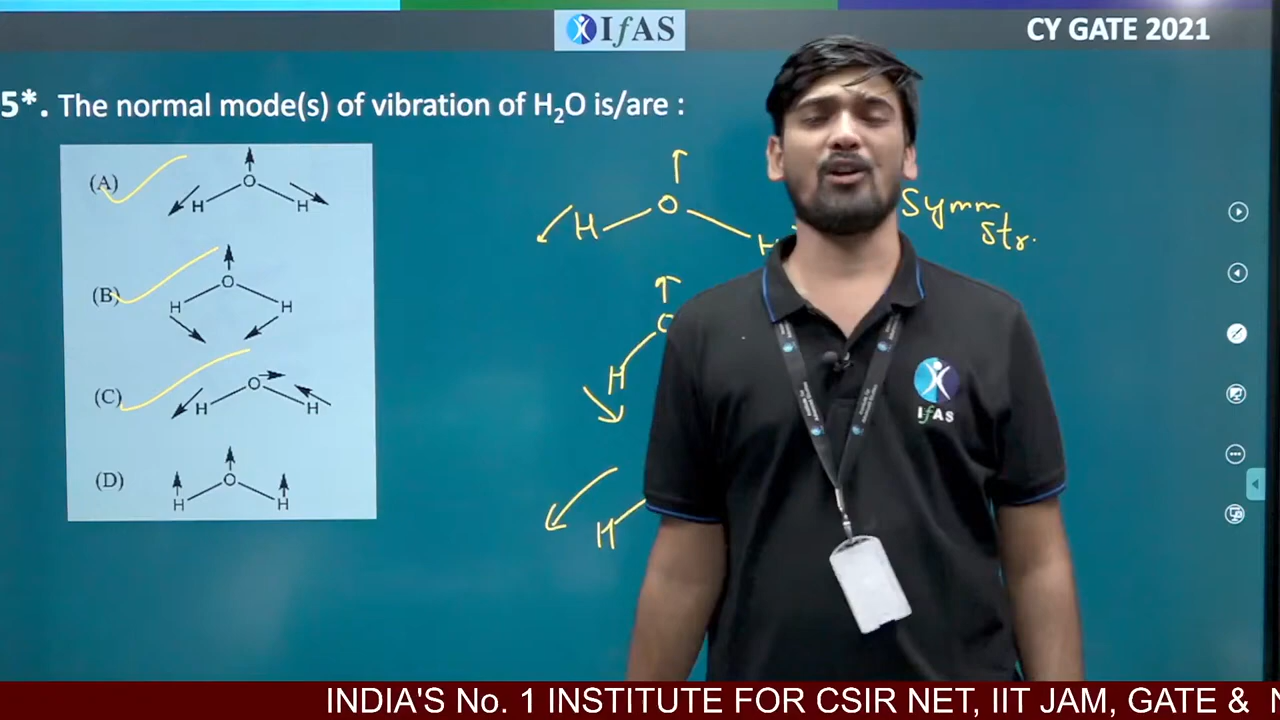 IfAS
CY GATE 2021
5*. The normal mode(s) of vibration of H₂O is/are :
(A)
O
H H
(B)
O
H H
(C)
O
H H
(D)
O
H H
O
H H
Symm
Str.
O
H
H
IfAS
INDIA'S No. 1 INSTITUTE FOR CSIR NET, IIT JAM, GATE &